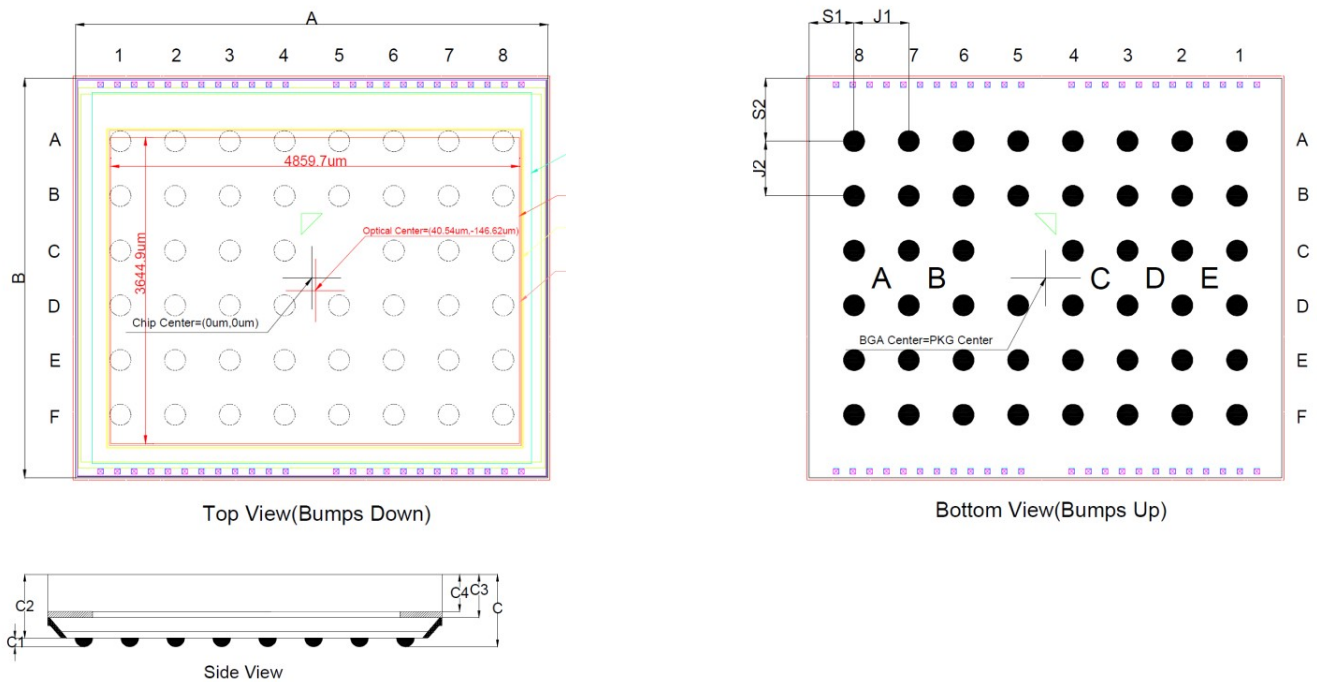 A
S1 J1
1 2 3 4 5 6 7 8
8 7 6 5 4 3 2 1
B
S2
J2
A
B
C
D
E
F
4859.7um
3644.9um
Optical Center=(40.54um,-146.62um)
Chip Center=(0um,0um)
A
B
C
D
E
F
A B C D E
BGA Center=PKG Center
Top View(Bumps Down)
Bottom View(Bumps Up)
C2
C1
C4
C3
C
Side View